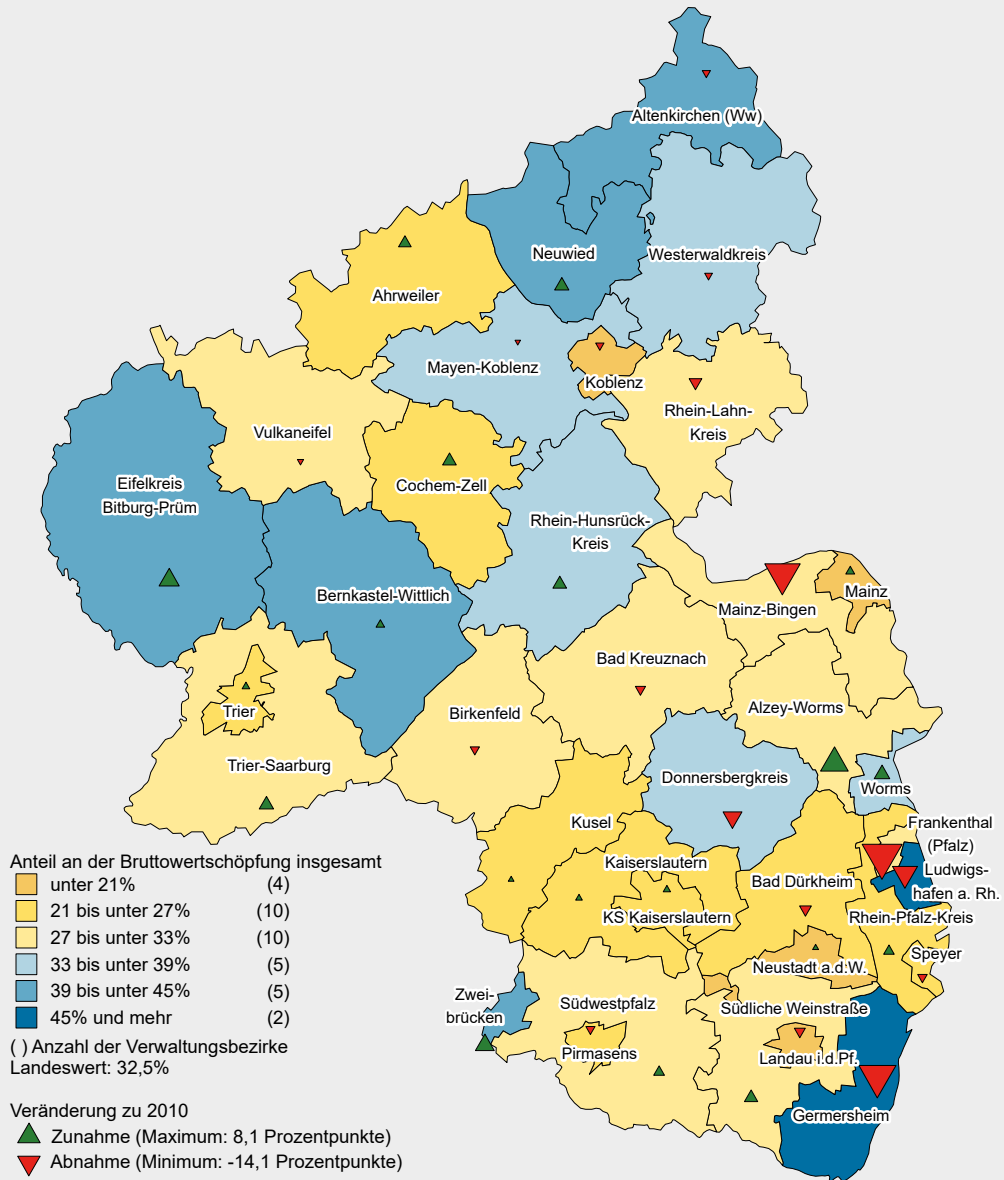 Altenkirchen (Ww)
Neuwied
Westerwaldkreis
Ahrweiler
Mayen-Koblenz
Koblenz
Rhein-Lahn-
Kreis
Vulkaneifel
Cochem-Zell
Eifelkreis
Bitburg-Prüm
Rhein-Hunsrück-
Kreis
Bernkastel-Wittlich
Mainz
Mainz-Bingen
Bad Kreuznach
Alzey-Worms
Birkenfeld
Trier
Trier-Saarburg
Donnersbergkreis
Worms
Kusel
Frankenthal
(Pfalz)
Kaiserslautern
Bad Dürkheim
Ludwigs-
hafen a. Rh.
KS Kaiserslautern
Rhein-Pfalz-Kreis
Speyer
Neustadt a.d.W.
Zwei-
brücken
Südwestpfalz
Südliche Weinstraße
Pirmasens
Landau i.d.Pf.
Germersheim
Anteil an der Bruttowertschöpfung insgesamt
unter 21% (4)
21 bis unter 27% (10)
27 bis unter 33% (10)
33 bis unter 39% (5)
39 bis unter 45% (5)
45% und mehr (2)
( ) Anzahl der Verwaltungsbezirke
Landeswert: 32,5%
Veränderung zu 2010
Zunahme (Maximum: 8,1 Prozentpunkte)
Abnahme (Minimum: -14,1 Prozentpunkte)